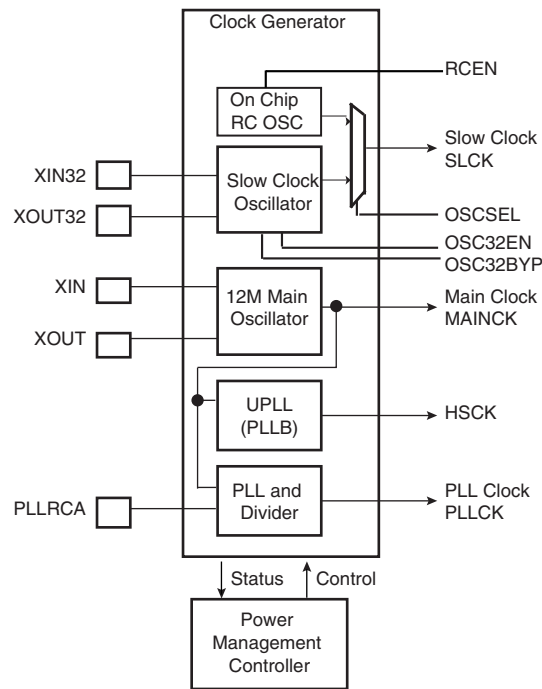 Clock Generator
RCEN
On Chip
RC OSC
Slow Clock
SLCK
XIN32
Slow Clock
Oscillator
XOUT32
OSCSEL
OSC32EN
OSC32BYP
XIN
12M Main
Oscillator
Main Clock
MAINCK
XOUT
UPLL
(PLLB)
HSCK
PLL and
Divider
PLL Clock
PLLCK
PLLRCA
Status
Control
Power
Management
Controller